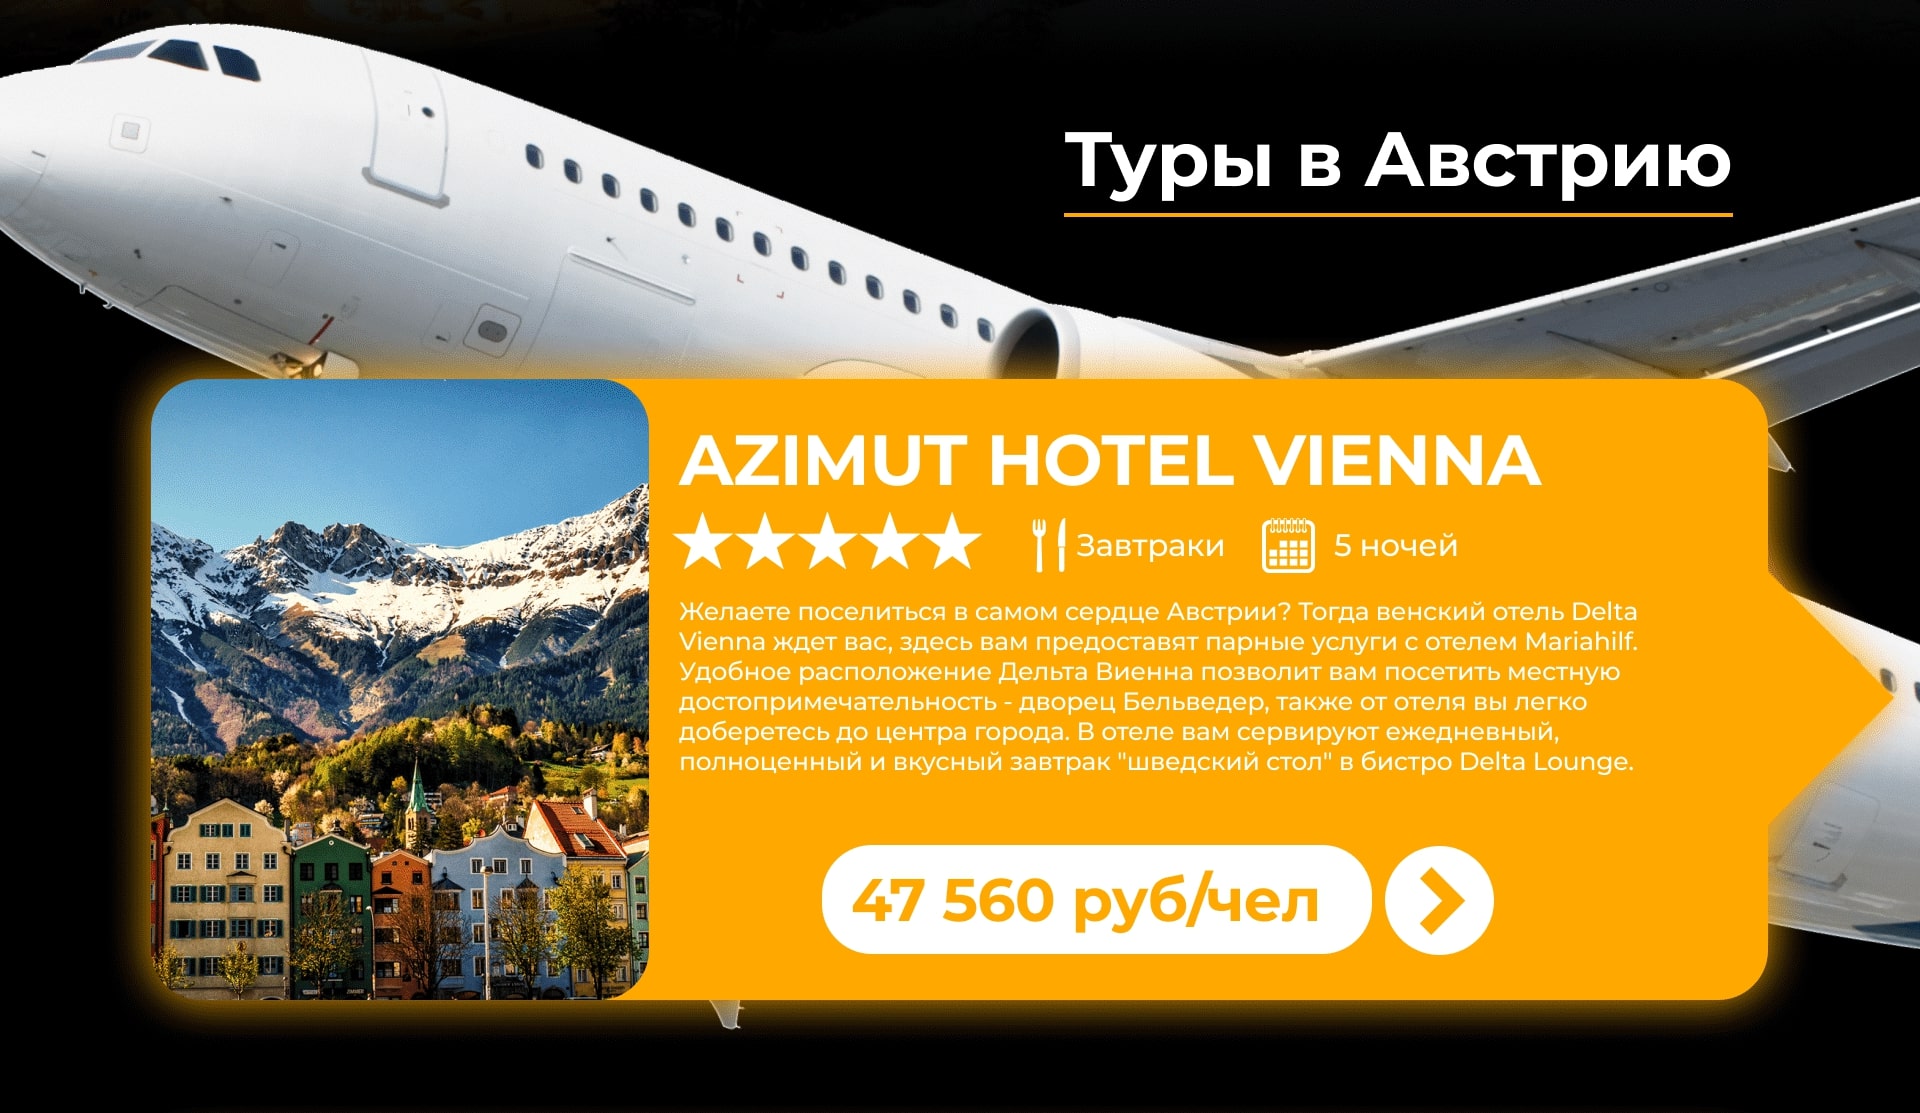 Туры в Австрию
AZIMUT HOTEL VIENNA
Завтраки
5 ночей
Желаете поселиться в самом сердце Австрии? Тогда венский отель Delta
Vienna ждет вас, здесь вам предоставят парные услуги с отелем Mariahilf.
Удобное расположение Дельта Виенна позволит вам посетить местную
достопримечательность - дворец Бельведер, также от отеля вы легко
доберетесь до центра города. В отеле вам сервируют ежедневный,
полноценный и вкусный завтрак "шведский стол" в бистро Delta Lounge.
47 560 руб/чел